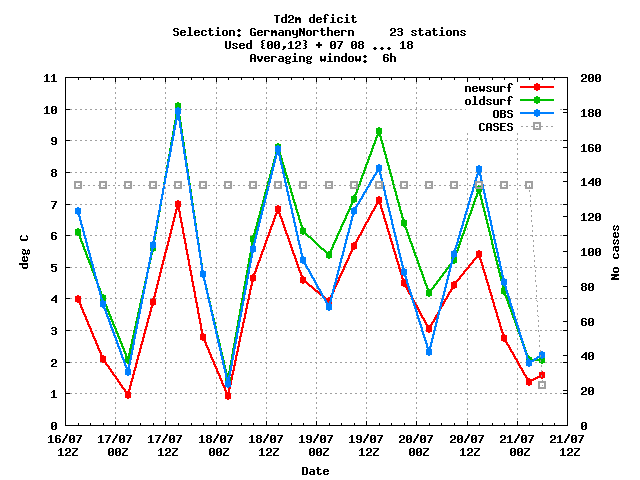 Td2m deficit
Selection: GermanyNorthern 23 stations
Used {00,12} + 07 08 ... 18
Averaging window: 6h
newsurf
oldsurf
OBS
CASES
11
10
9
8
7
6
5
4
3
2
1
0
deg C
200
180
160
140
120
100
80
60
40
20
0
No cases
16/07 17/07 17/07 18/07 18/07 19/07 19/07 20/07 20/07 21/07 21/07
12Z 00Z 12Z 00Z 12Z 00Z 12Z 00Z 12Z 00Z 12Z
Date